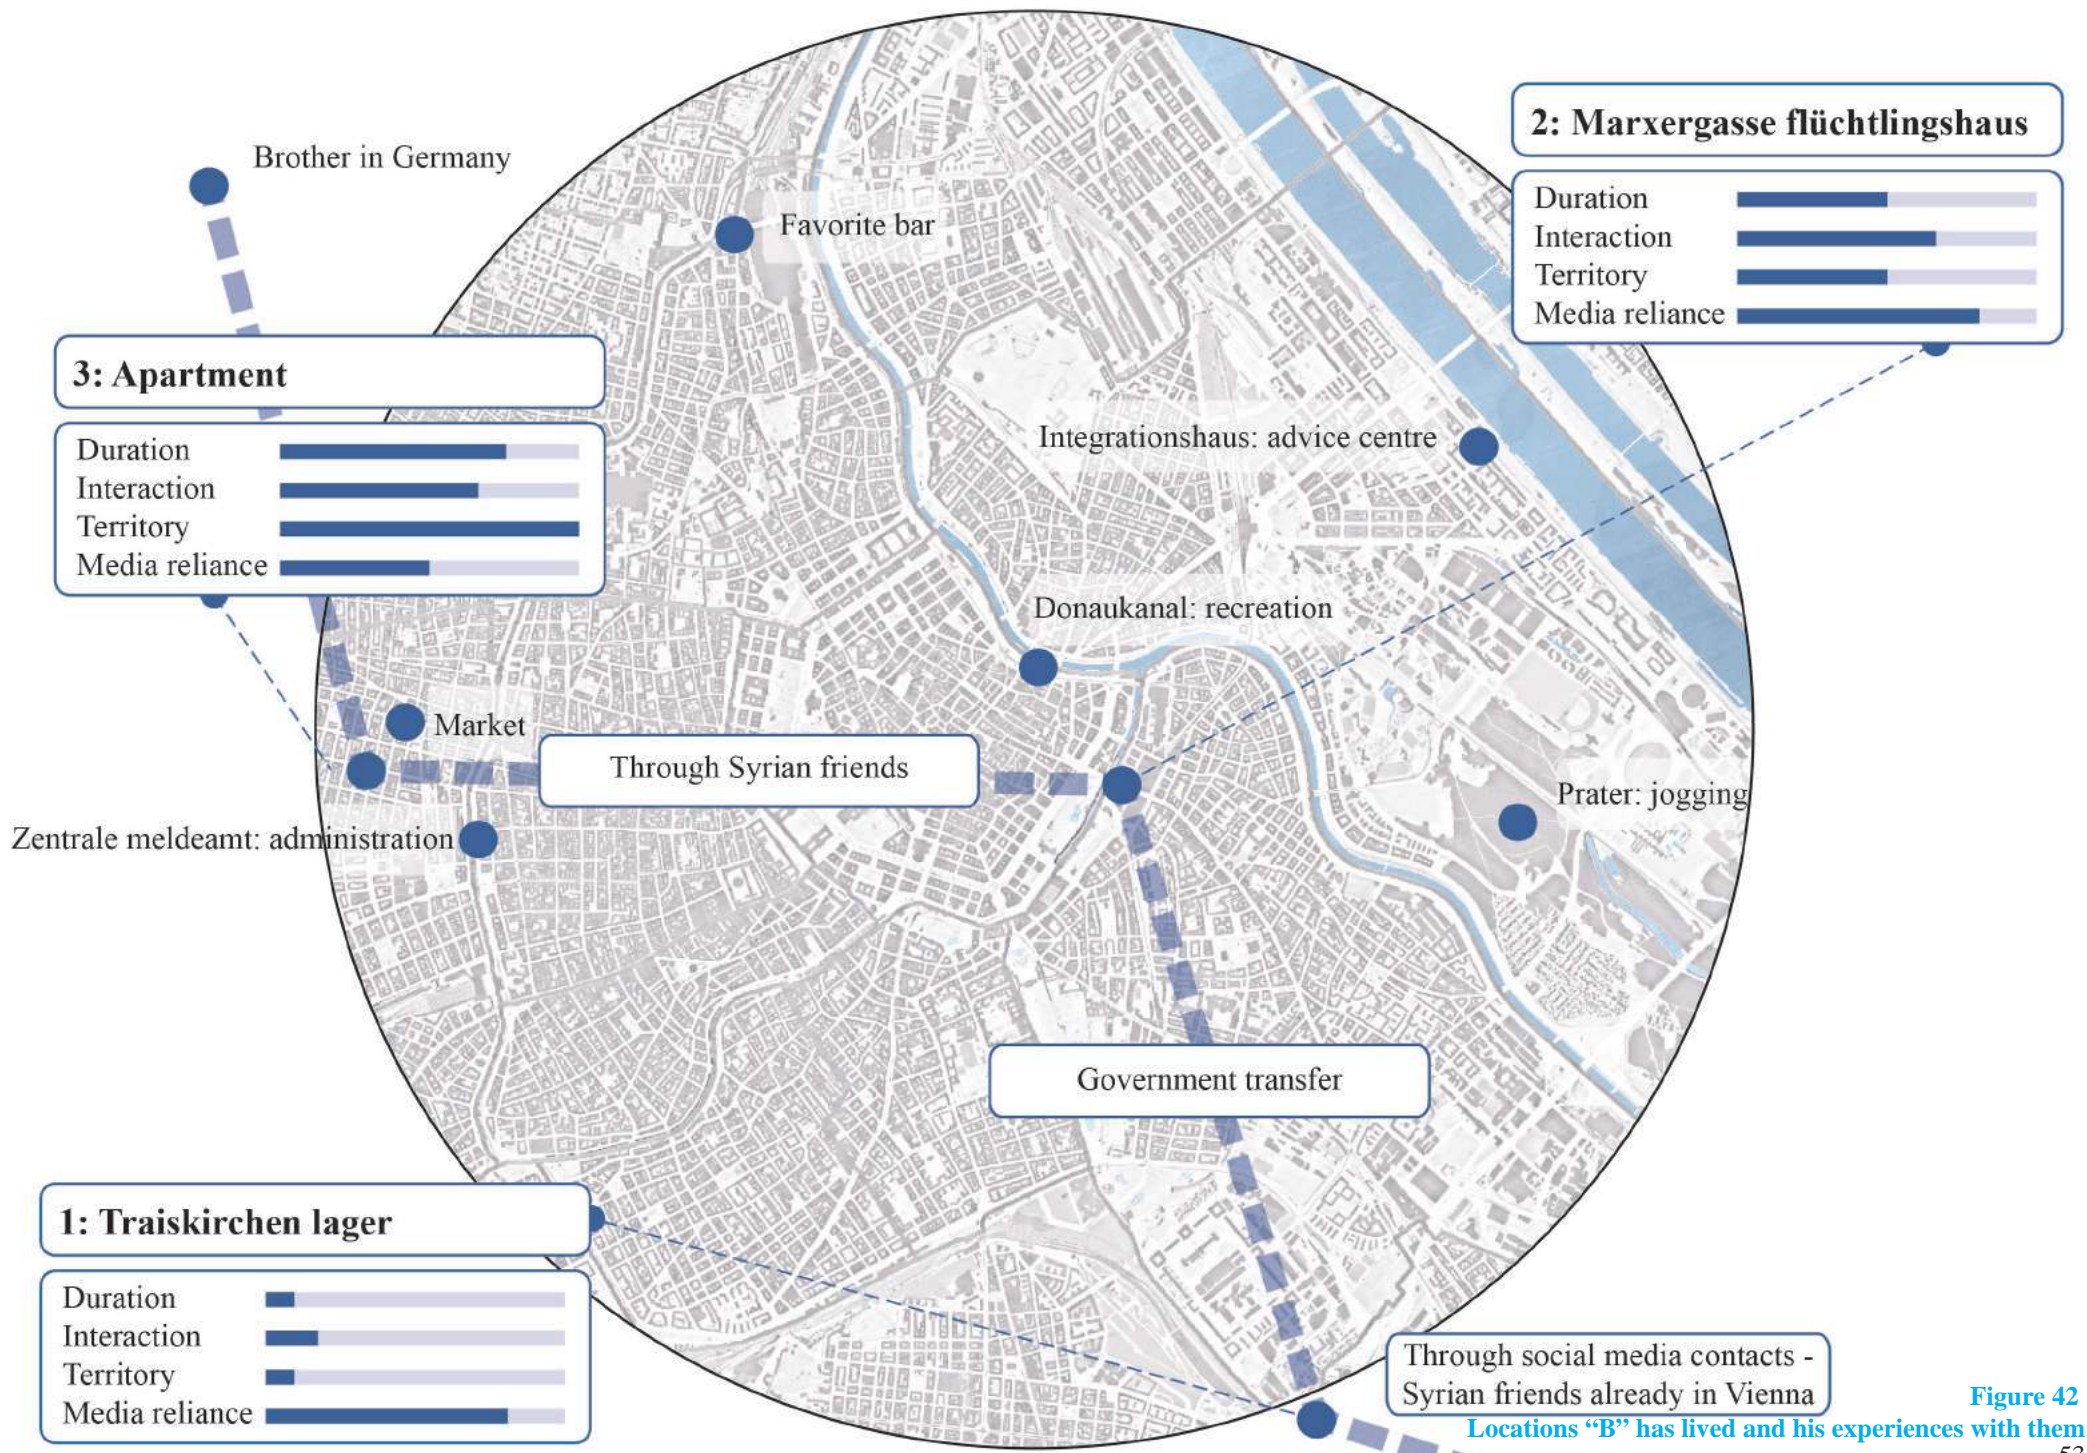 Brother in Germany
Favorite bar
2: Marxergasse flüchtlingshaus
Duration
Interaction
Territory
Media reliance
3: Apartment
Duration
Interaction
Territory
Media reliance
Integrationshaus: advice centre
Donaukanal: recreation
Market
Through Syrian friends
Prater: jogging
Zentrale meldeamt: administration
Government transfer
1: Traiskirchen lager
Duration
Interaction
Territory
Media reliance
Through social media contacts -
Syrian friends already in Vienna
Figure 42
Locations “B” has lived and his experiences with them